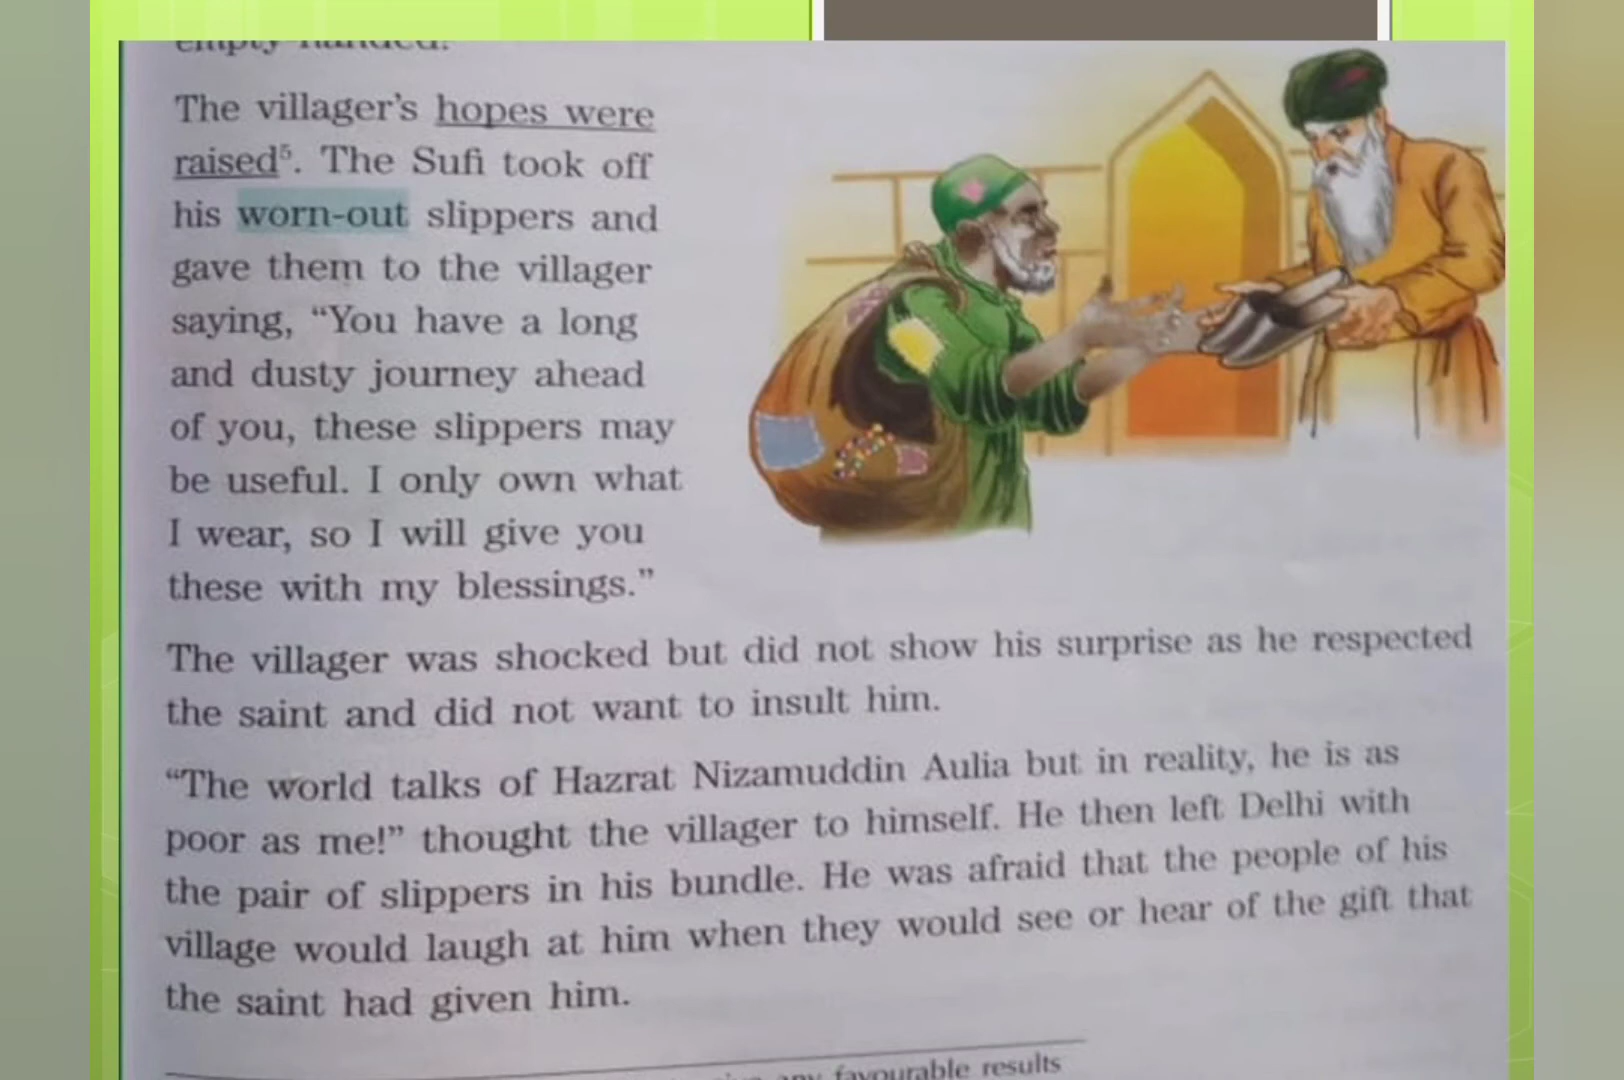 empty handed.
The villager's hopes were
raised⁵. The Sufi took off
his worn-out slippers and
gave them to the villager
saying, “You have a long
and dusty journey ahead
of you, these slippers may
be useful. I only own what
I wear, so I will give you
these with my blessings.”
The villager was shocked but did not show his surprise as he respected
the saint and did not want to insult him.
“The world talks of Hazrat Nizamuddin Aulia but in reality, he is as
poor as me!” thought the villager to himself. He then left Delhi with
the pair of slippers in his bundle. He was afraid that the people of his
village would laugh at him when they would see or hear of the gift that
the saint had given him.
any favourable results